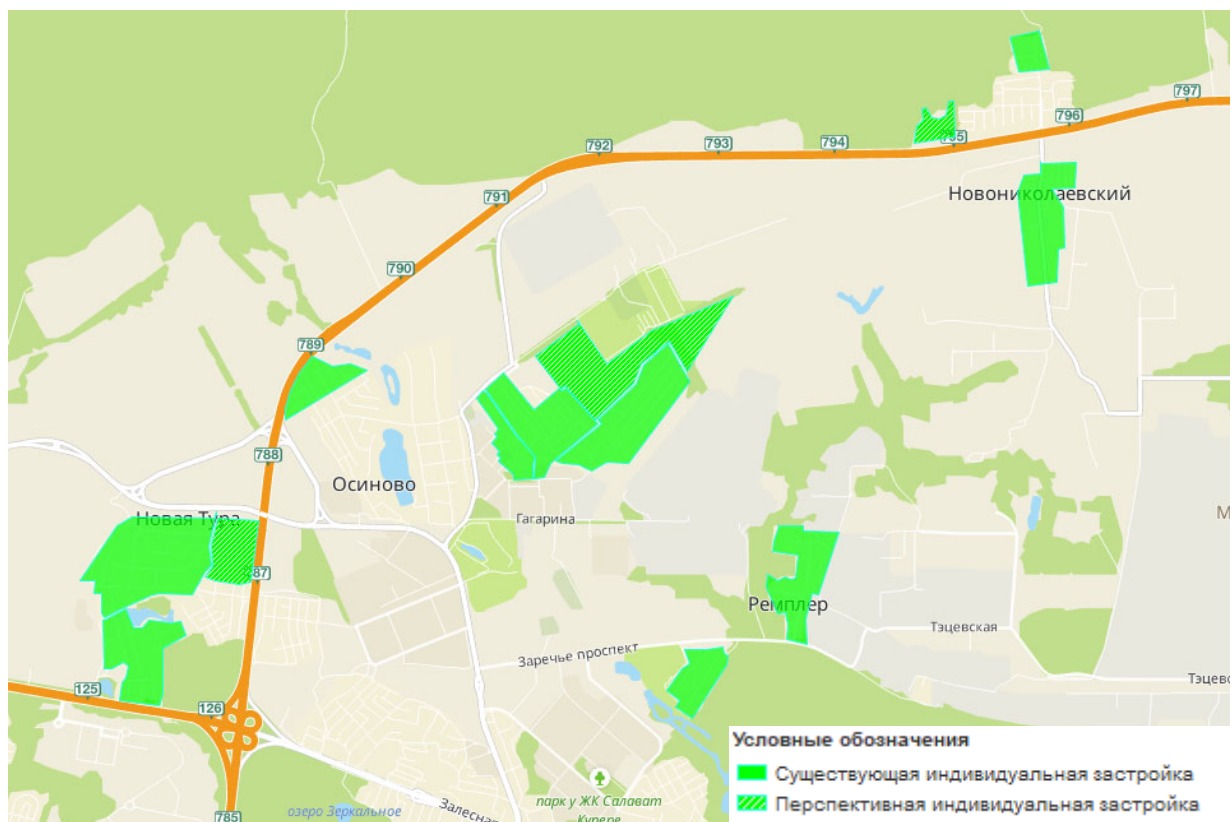 797
796
795
794
793
792
791
Новониколаевский
790
789
788
Осиново
Новая Тура
Гагарина
М
787
Ремплер
Тэцевская
Заречье проспект
Тэцевс
125
126
785
озеро Зеркальное
Залесная
парк у ЖК Салават
Купере
Условные обозначения
Существующая индивидуальная застройка
Перспективная индивидуальная застройка